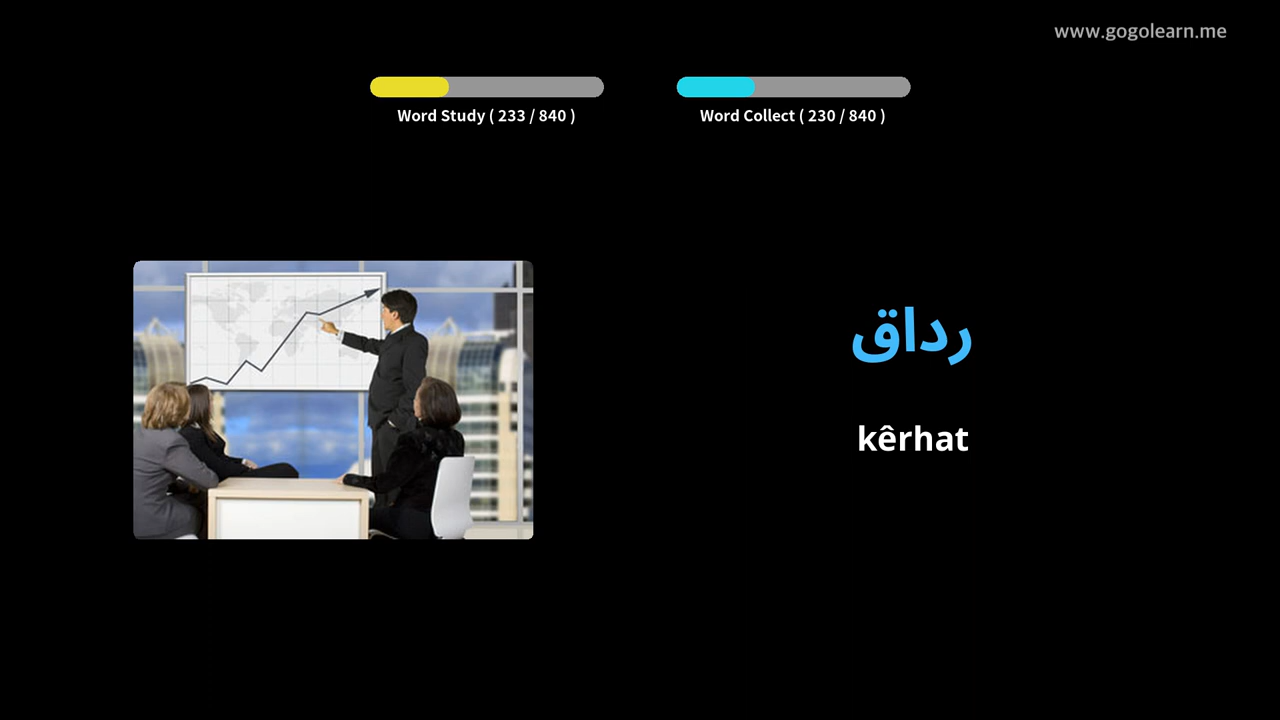 www.gogolearn.me
Word Study ( 233 / 840 )
Word Collect ( 230 / 840 )
رداق
kêrhat